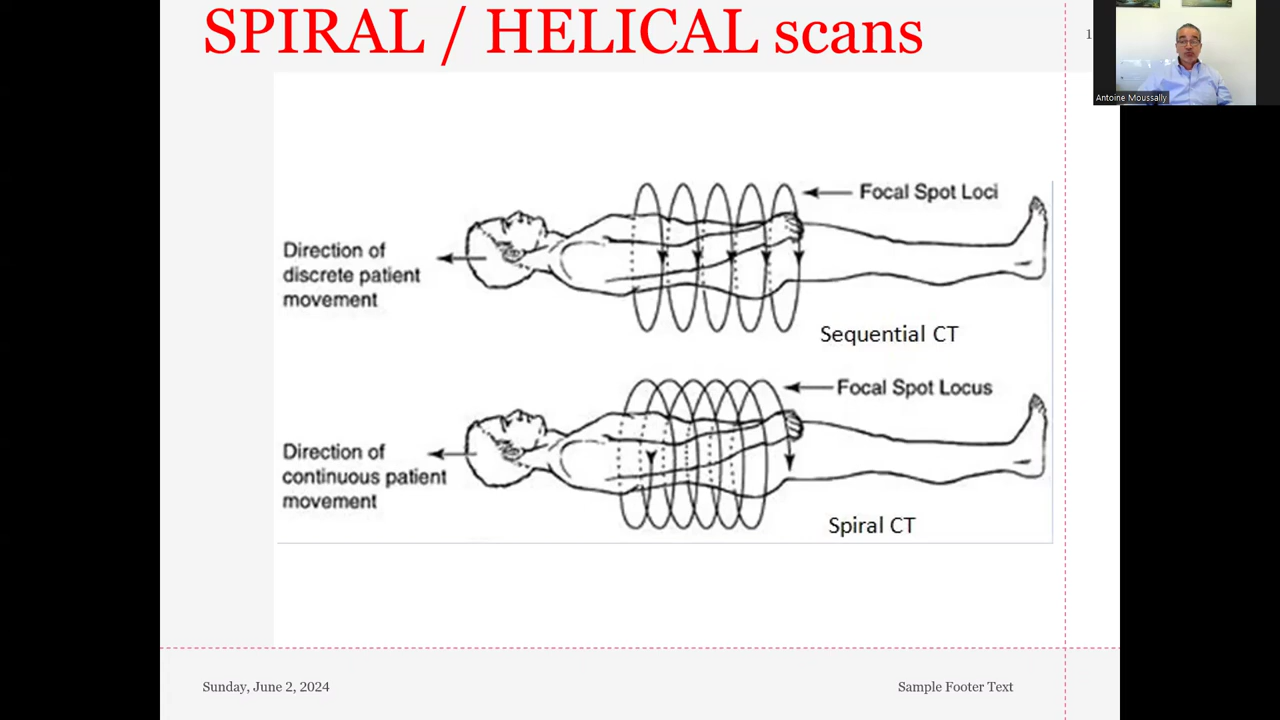 SPIRAL / HELICAL scans
1
Antoine Moussally
Focal Spot Loci
Direction of
discrete patient
movement
Sequential CT
Focal Spot Locus
Direction of
continuous patient
movement
Spiral CT
Sunday, June 2, 2024
Sample Footer Text